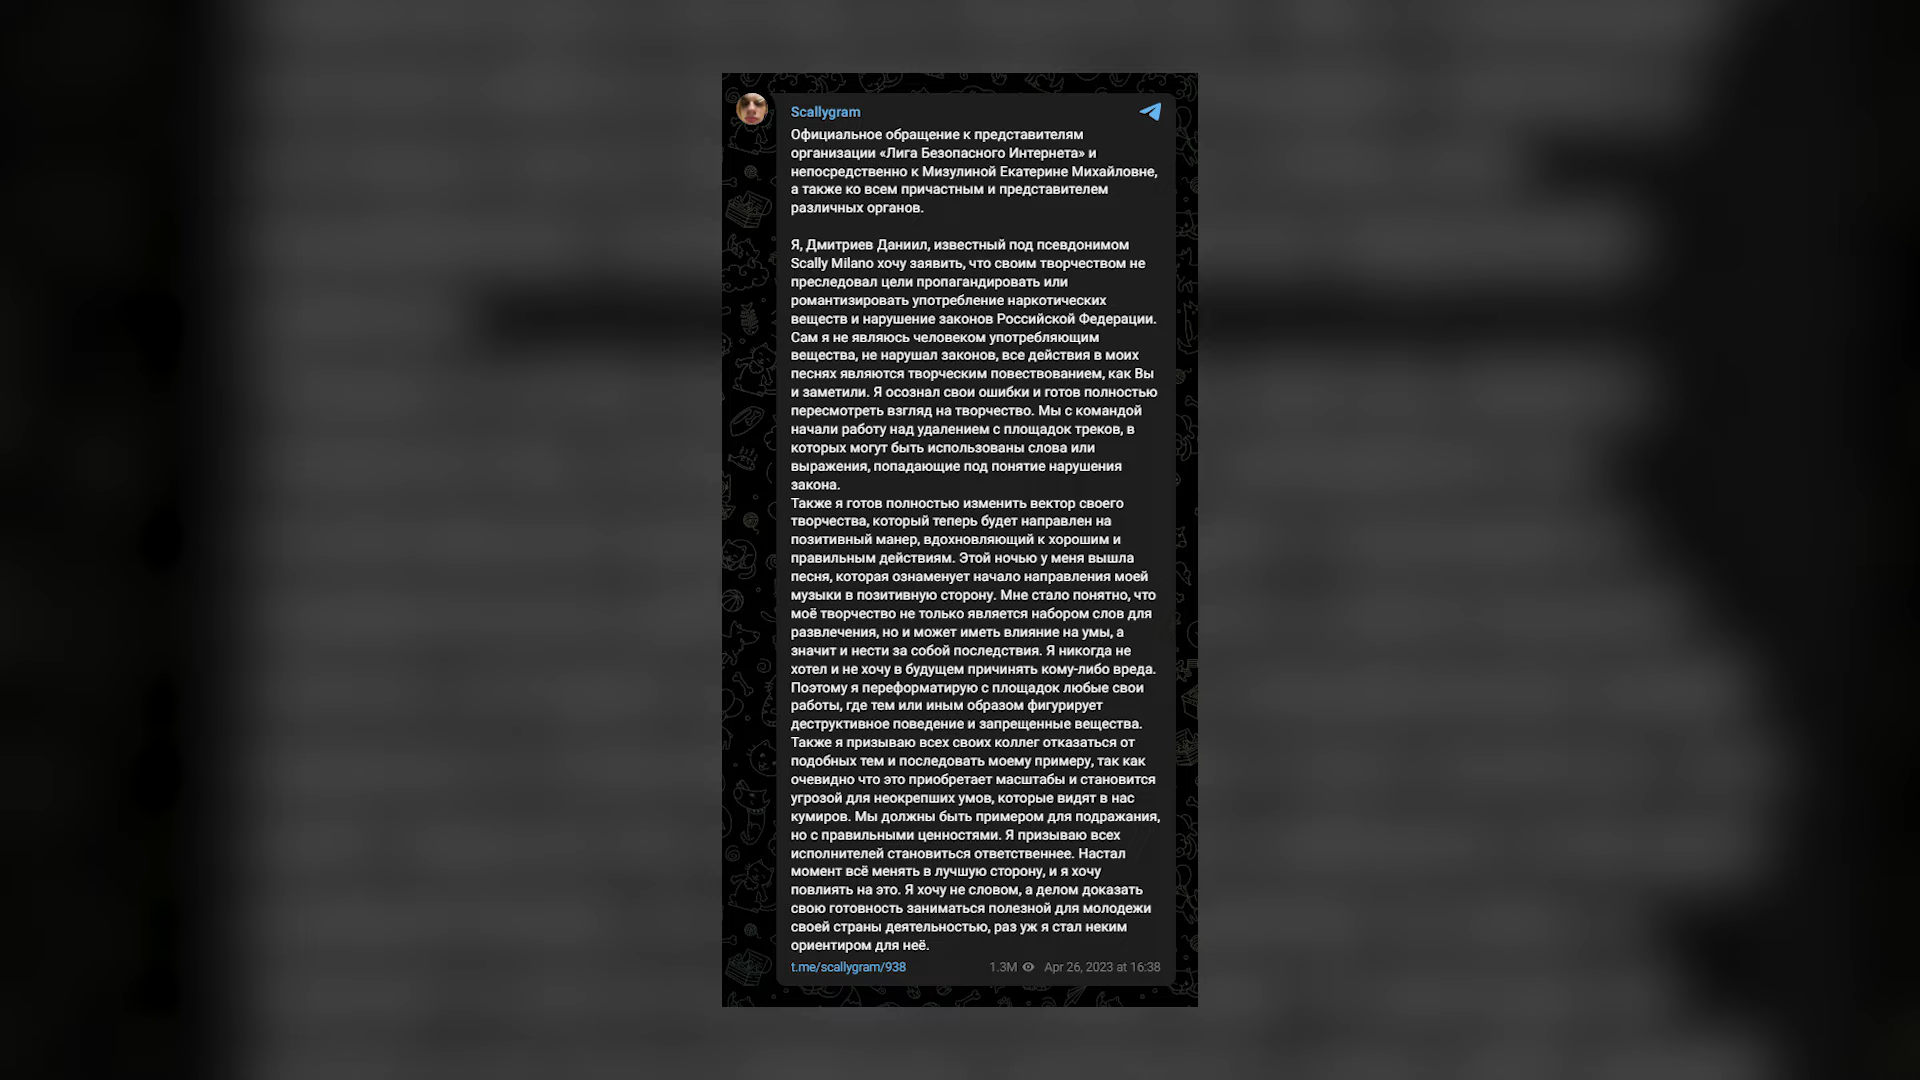 Scallygram
Официальное обращение к представителям
организации «Лига Безопасного Интернета» и
непосредственно к Мизулиной Екатерине Михайловне,
а также ко всем причастным и представителем
различных органов.
Я, Дмитриев Даниил, известный под псевдонимом
Scally Milano хочу заявить, что своим творчеством не
преследовал цели пропагандировать или
романтизировать употребление наркотических
веществ и нарушение законов Российской Федерации.
Сам я не являюсь человеком употребляющим
вещества, не нарушал законов, все действия в моих
песнях являются творческим повествованием, как Вы
и заметили. Я осознал свои ошибки и готов полностью
пересмотреть взгляд на творчество. Мы с командой
начали работу над удалением с площадок треков, в
которых могут быть использованы слова или
выражения, попадающие под понятие нарушения
закона.
Также я готов полностью изменить вектор своего
творчества, который теперь будет направлен на
позитивный манер, вдохновляющий к хорошим и
правильным действиям. Этой ночью у меня вышла
песня, которая ознаменует начало направления моей
музыки в позитивную сторону. Мне стало понятно, что
моё творчество не только является набором слов для
развлечения, но и может иметь влияние на умы, а
значит и нести за собой последствия. Я никогда не
хотел и не хочу в будущем причинять кому-либо вреда.
Поэтому я переформатирую с площадок любые свои
работы, где тем или иным образом фигурирует
деструктивное поведение и запрещенные вещества.
Также я призываю всех своих коллег отказаться от
подобных тем и последовать моему примеру, так как
очевидно что это приобретает масштабы и становится
угрозой для неокрепших умов, которые видят в нас
кумиров. Мы должны быть примером для подражания,
но с правильными ценностями. Я призываю всех
исполнителей становиться ответственнее. Настал
момент всё менять в лучшую сторону, и я хочу
повлиять на это. Я хочу не словом, а делом доказать
свою готовность заниматься полезной для молодежи
своей страны деятельностью, раз уж я стал неким
ориентиром для неё.
t.me/scallygram/938 1.3M Apr 26, 2023 at 16:38